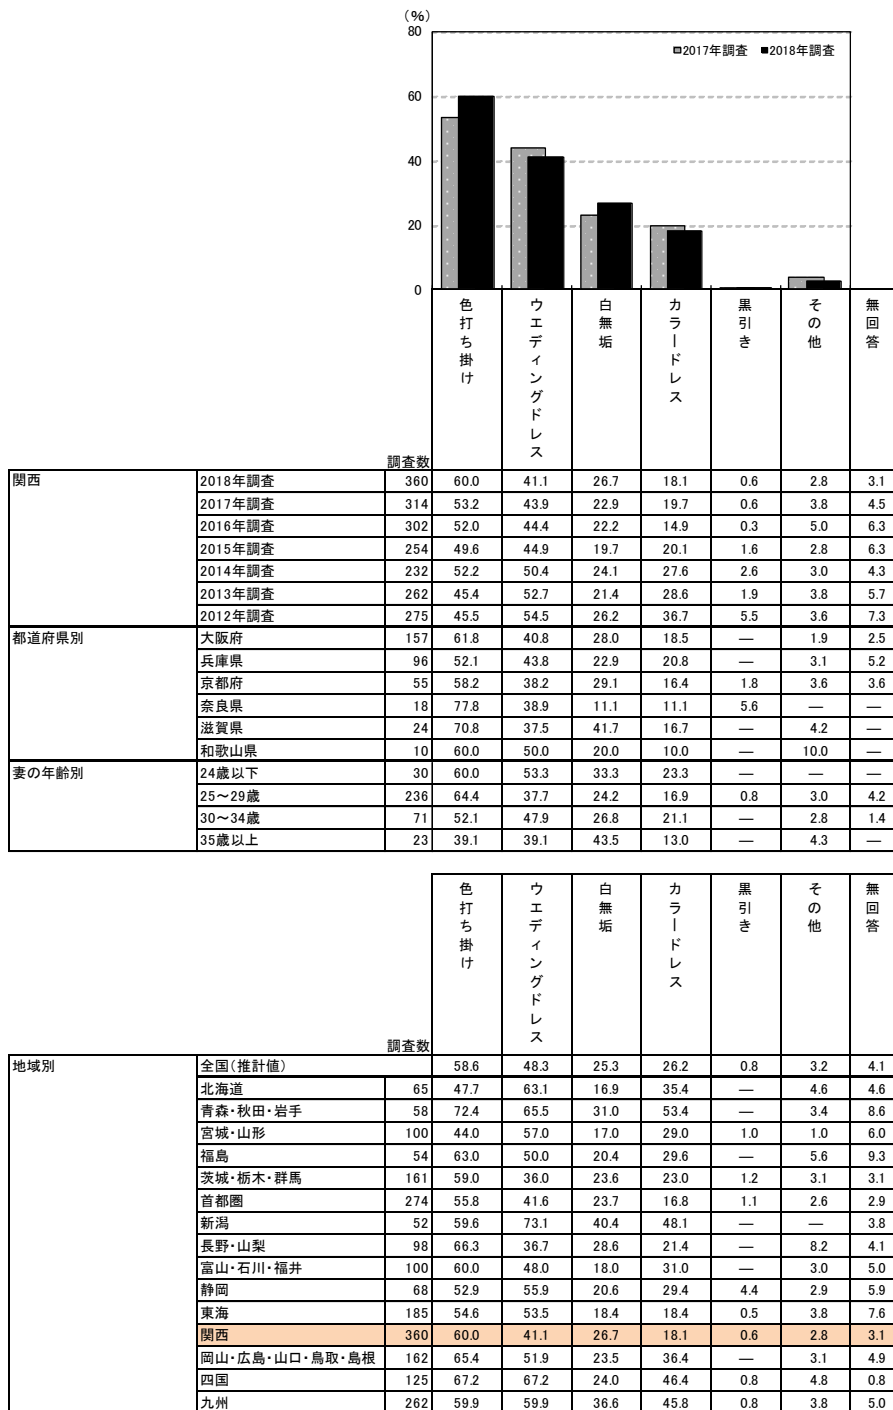 （％）
80
60
40
20
0
2017年調査 2018年調査
調査数 色打ち掛け ウエディングドレス 白無垢 カラードレス 黒引き その他 無回答
関西 2018年調査 360 60.0 41.1 26.7 18.1 0.6 2.8 3.1
2017年調査 314 53.2 43.9 22.9 19.7 0.6 3.8 4.5
2016年調査 302 52.0 44.4 22.2 14.9 0.3 5.0 6.3
2015年調査 254 49.6 44.9 19.7 20.1 1.6 2.8 6.3
2014年調査 232 52.2 50.4 24.1 27.6 2.6 3.0 4.3
2013年調査 262 45.4 52.7 21.4 28.6 1.9 3.8 5.7
2012年調査 275 45.5 54.5 26.2 36.7 5.5 3.6 7.3
都道府県別 大阪府 157 61.8 40.8 28.0 18.5 ― 1.9 2.5
兵庫県 96 52.1 43.8 22.9 20.8 ― 3.1 5.2
京都府 55 58.2 38.2 29.1 16.4 1.8 3.6 3.6
奈良県 18 77.8 38.9 11.1 11.1 5.6 ― ―
滋賀県 24 70.8 37.5 41.7 16.7 ― 4.2 ―
和歌山県 10 60.0 50.0 20.0 10.0 ― 10.0 ―
妻の年齢別 24歳以下 30 60.0 53.3 33.3 23.3 ― ― ―
25～29歳 236 64.4 37.7 24.2 16.9 0.8 3.0 4.2
30～34歳 71 52.1 47.9 26.8 21.1 ― 2.8 1.4
35歳以上 23 39.1 39.1 43.5 13.0 ― 4.3 ―
調査数 色打ち掛け ウエディングドレス 白無垢 カラードレス 黒引き その他 無回答
地域別 全国（推計値） 58.6 48.3 25.3 26.2 0.8 3.2 4.1
北海道 65 47.7 63.1 16.9 35.4 ― 4.6 4.6
青森・秋田・岩手 58 72.4 65.5 31.0 53.4 ― 3.4 8.6
宮城・山形 100 44.0 57.0 17.0 29.0 1.0 1.0 6.0
福島 54 63.0 50.0 20.4 29.6 ― 5.6 9.3
茨城・栃木・群馬 161 59.0 36.0 23.6 23.0 1.2 3.1 3.1
首都圏 274 55.8 41.6 23.7 16.8 1.1 2.6 2.9
新潟 52 59.6 73.1 40.4 48.1 ― ― 3.8
長野・山梨 98 66.3 36.7 28.6 21.4 ― 8.2 4.1
富山・石川・福井 100 60.0 48.0 18.0 31.0 ― 3.0 5.0
静岡 68 52.9 55.9 20.6 29.4 4.4 2.9 5.9
東海 185 54.6 53.5 18.4 18.4 0.5 3.8 7.6
関西 360 60.0 41.1 26.7 18.1 0.6 2.8 3.1
岡山・広島・山口・鳥取・島根 162 65.4 51.9 23.5 36.4 ― 3.1 4.9
四国 125 67.2 67.2 24.0 46.4 0.8 4.8 0.8
九州 262 59.9 59.9 36.6 45.8 0.8 3.8 5.0